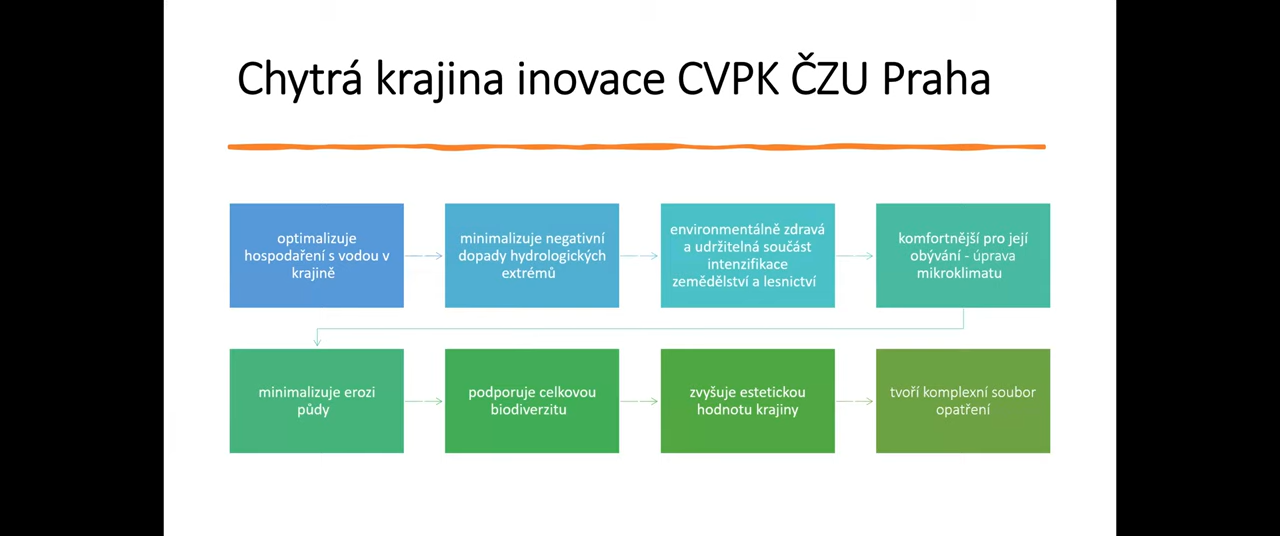 Chytrá krajina inovace CVPK ČZU Praha
optimalizuje
hospodaření s vodou v
krajině
minimalizuje negativní
dopady hydrologických
extrémů
environmentálně zdravá
a udržitelná součást
intenzifikace
zemědělství a lesnictví
komfortnější pro její
obývání - úprava
mikroklimatu
minimalizuje erozi
půdy
podporuje celkovou
biodiverzitu
zvyšuje estetickou
hodnotu krajiny
tvoří komplexní soubor
opatření